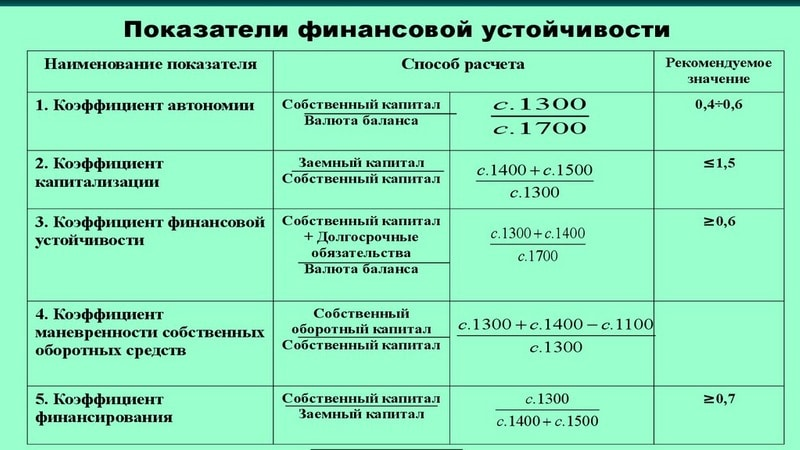 Показатели финансовой устойчивости
Наименование показателя
Способ расчета
Рекомендуемое
значение
1. Коэффициент автономии
Собственный капитал
Валюта баланса
с.1300
с.1700
0,4÷0,6
2. Коэффициент
капитализации
Заемный капитал
Собственный капитал
с.1400 + с.1500
с.1300
≤1,5
3. Коэффициент финансовой
устойчивости
Собственный капитал
+ Долгосрочные
обязательства
Валюта баланса
с.1300 + с.1400
с.1700
≥0,6
4. Коэффициент
маневренности собственных
оборотных средств
Собственный
оборотный капитал
Собственный капитал
с.1300 + с.1400 − с.1100
с.1300
5. Коэффициент
финансирования
Собственный капитал
Заемный капитал
с.1300
с.1400 + с.1500
≥0,7